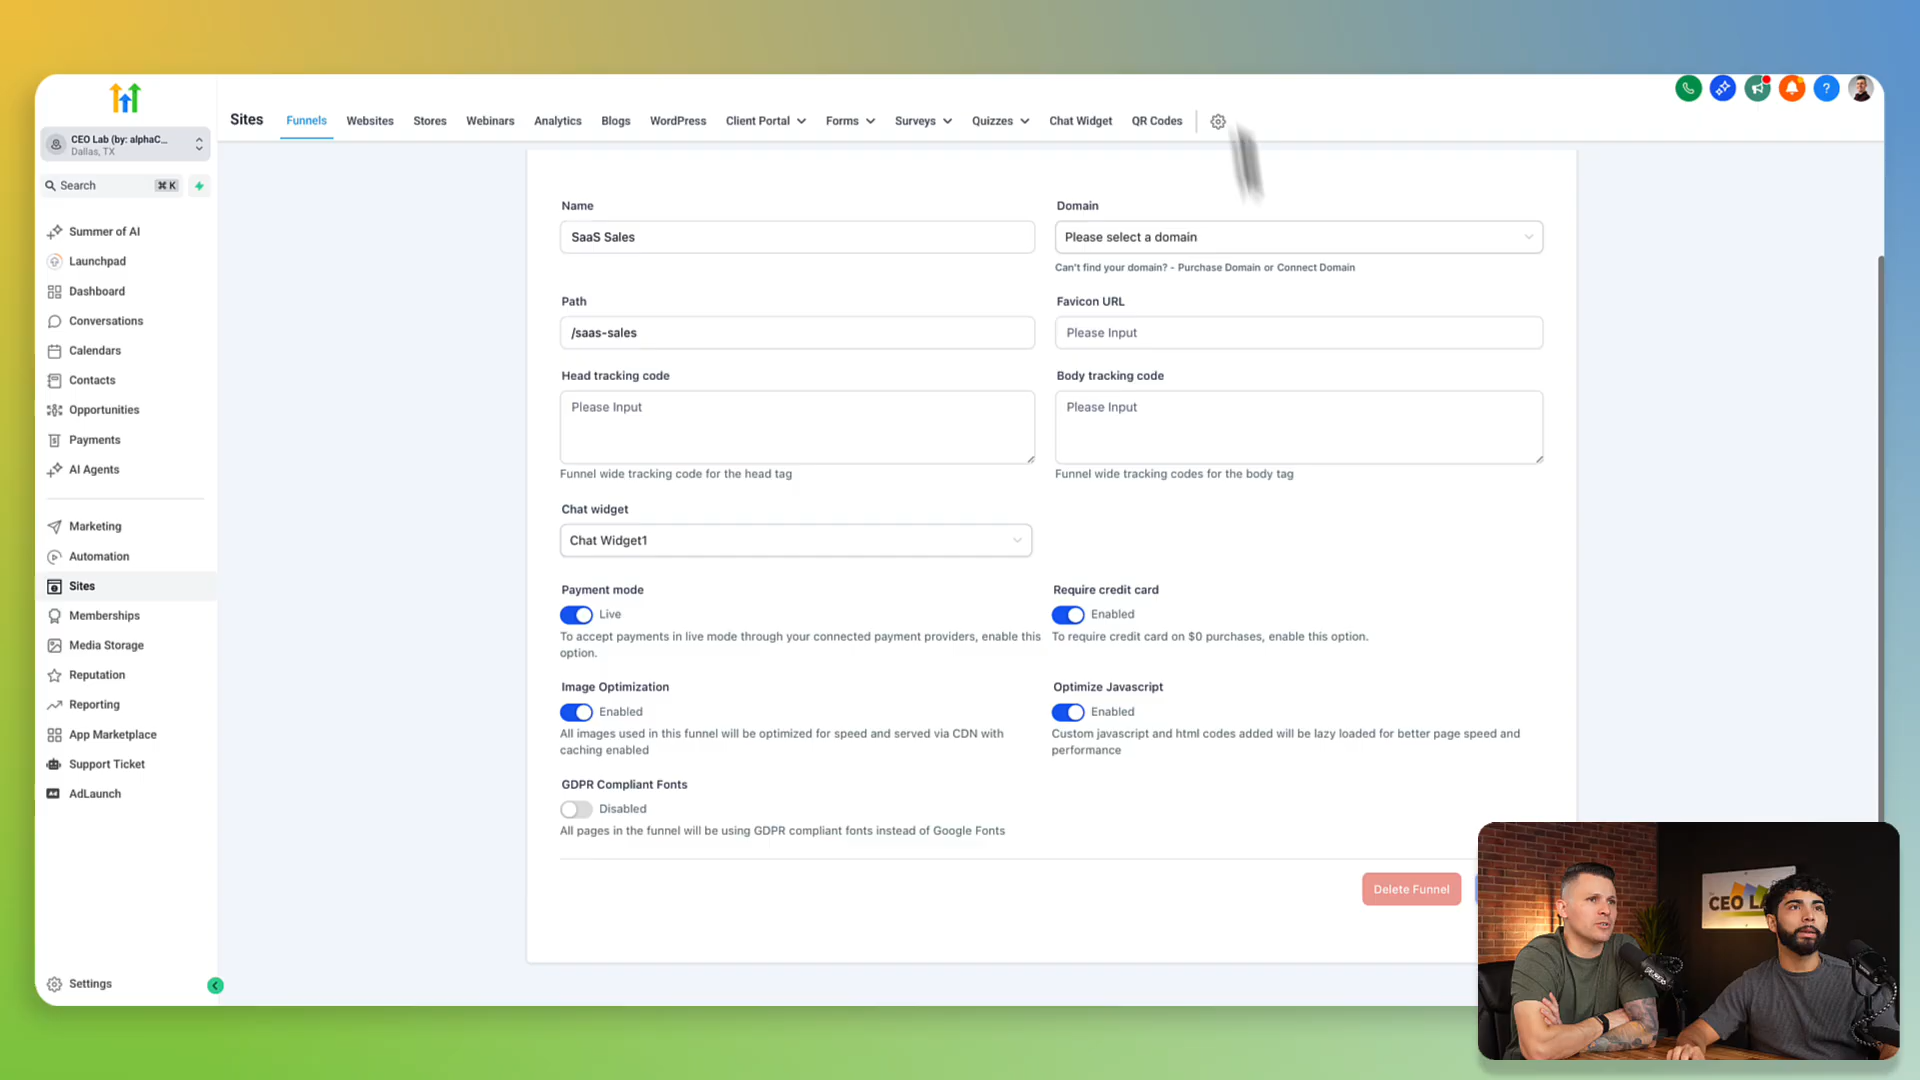 CEO Lab (by: alphaC_...
Dallas, TX
Search
⌘ K
Summer of AI
Launchpad
Dashboard
Conversations
Calendars
Contacts
Opportunities
Payments
AI Agents
Marketing
Automation
Sites
Memberships
Media Storage
Reputation
Reporting
App Marketplace
Support Ticket
AdLaunch
Settings
Sites
Funnels
Websites
Stores
Webinars
Analytics
Blogs
WordPress
Client Portal
Forms
Surveys
Quizzes
Chat Widget
QR Codes
Name
SaaS Sales
Domain
Please select a domain
Can't find your domain? - Purchase Domain or Connect Domain
Path
/saas-sales
Favicon URL
Please Input
Head tracking code
Please Input
Funnel wide tracking code for the head tag
Body tracking code
Please Input
Funnel wide tracking codes for the body tag
Chat widget
Chat Widget1
Payment mode
Live
To accept payments in live mode through your connected payment providers, enable this
option.
Require credit card
Enabled
To require credit card on $0 purchases, enable this option.
Image Optimization
Enabled
All images used in this funnel will be optimized for speed and served via CDN with
caching enabled
Optimize Javascript
Enabled
Custom javascript and html codes added will be lazy loaded for better page speed and
performance
GDPR Compliant Fonts
Disabled
All pages in the funnel will be using GDPR compliant fonts instead of Google Fonts
Delete Funnel
CEO LA